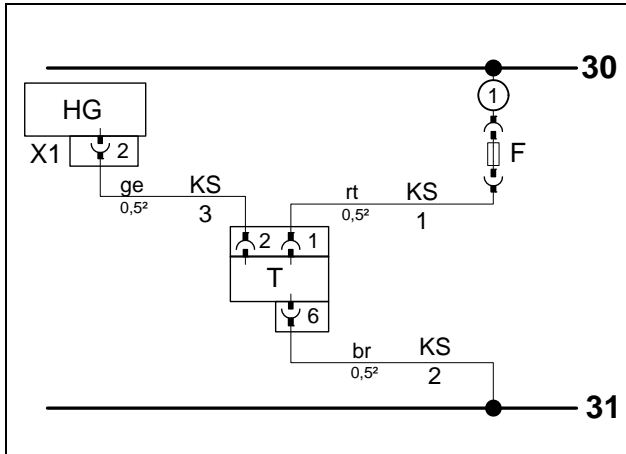 30
1
HG
F
X1 2
ge KS
0,5² 3
rt KS
0,5² 1
2 1
T
6
br KS
0,5² 2
31